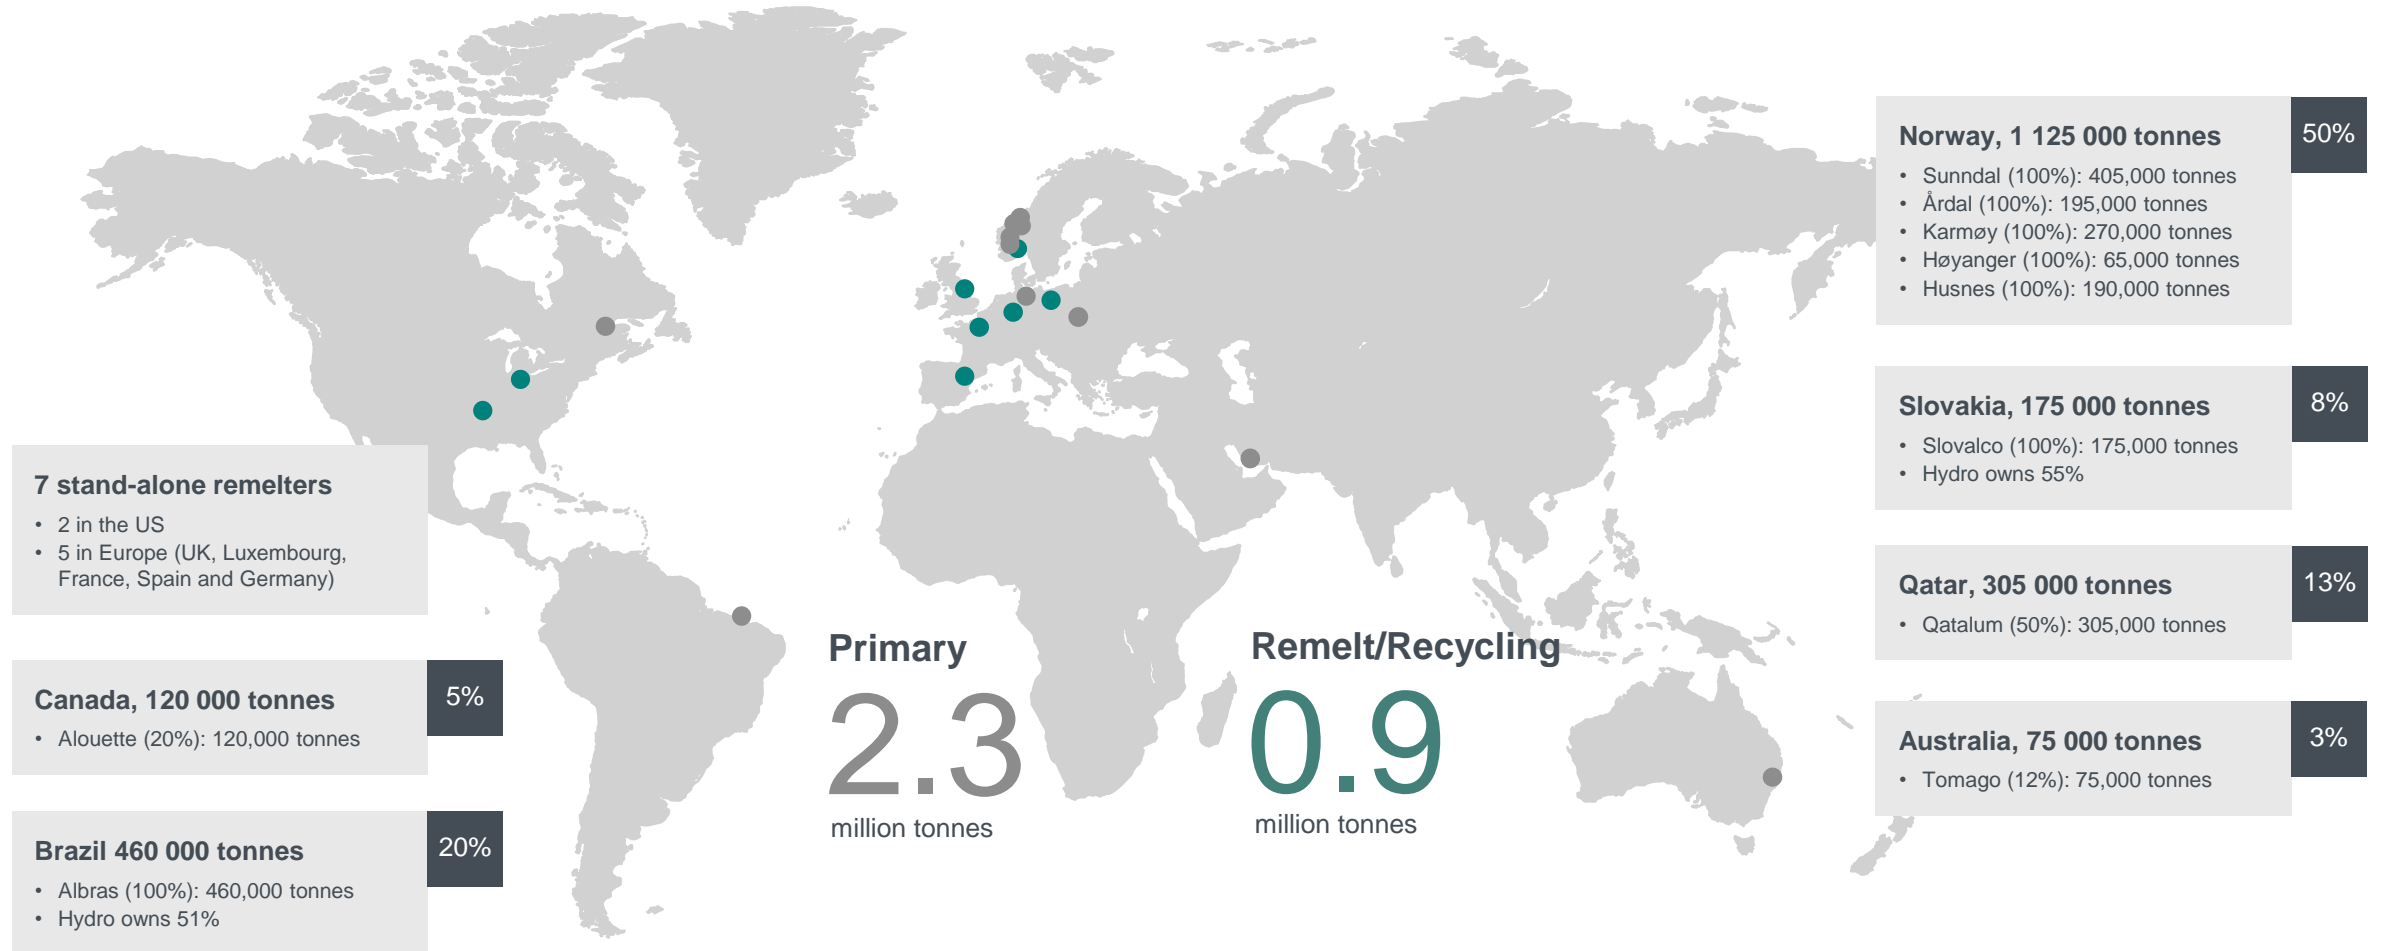 7 stand-alone remelters
• 2 in the US
• 5 in Europe (UK, Luxembourg,
France, Spain and Germany)
Canada, 120 000 tonnes
5%
• Alouette (20%): 120,000 tonnes
Brazil 460 000 tonnes
20%
• Albras (100%): 460,000 tonnes
• Hydro owns 51%
Primary
2.3
million tonnes
Remelt/Recycling
0.9
million tonnes
Norway, 1 125 000 tonnes
50%
• Sunndal (100%): 405,000 tonnes
• Årdal (100%): 195,000 tonnes
• Karmøy (100%): 270,000 tonnes
• Høyanger (100%): 65,000 tonnes
• Husnes (100%): 190,000 tonnes
Slovakia, 175 000 tonnes
8%
• Slovalco (100%): 175,000 tonnes
• Hydro owns 55%
Qatar, 305 000 tonnes
13%
• Qatalum (50%): 305,000 tonnes
Australia, 75 000 tonnes
3%
• Tomago (12%): 75,000 tonnes